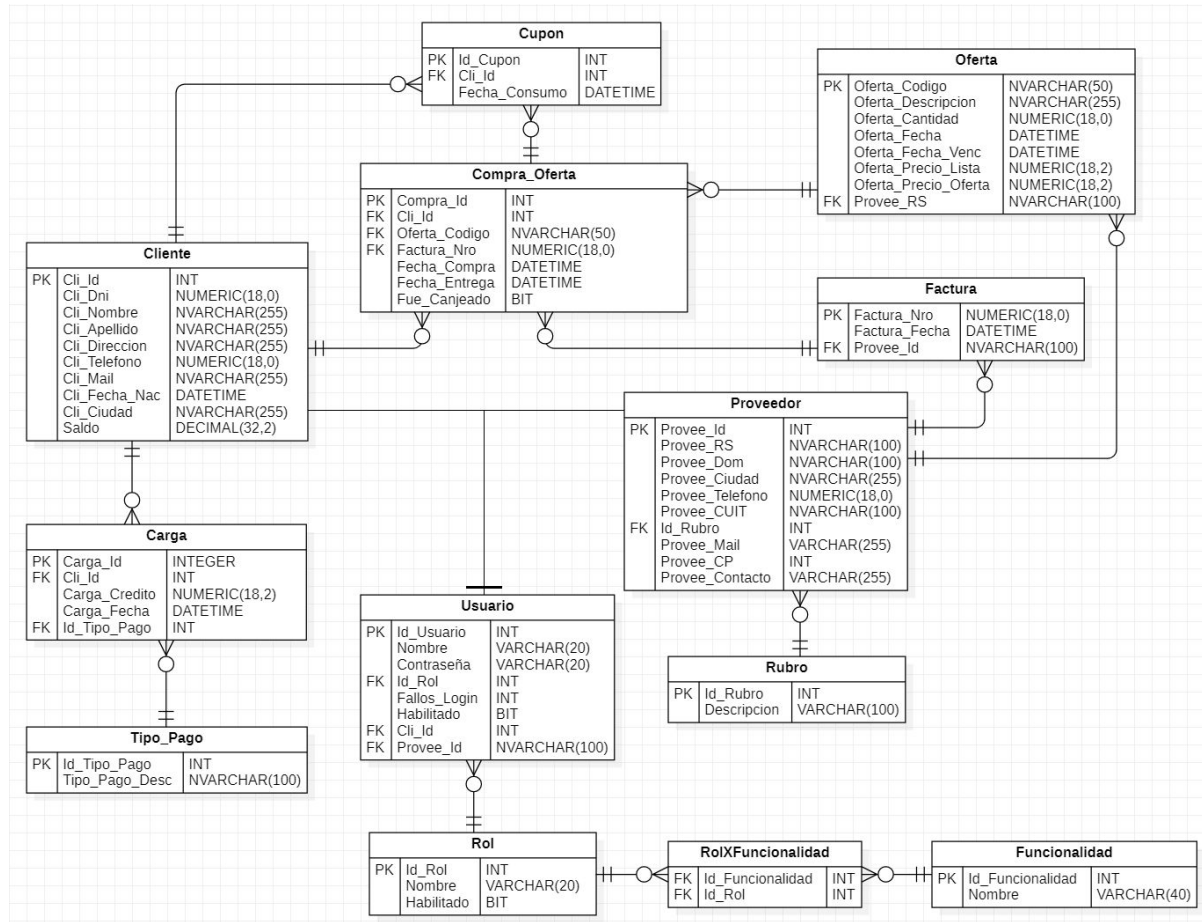 Cupon
PK Id_Cupon INT
FK Cli_Id INT
Fecha_Consumo DATETIME
Oferta
PK Oferta_Codigo NVARCHAR(50)
Oferta_Descripcion NVARCHAR(255)
Oferta_Cantidad NUMERIC(18,0)
Oferta_Fecha DATETIME
Oferta_Fecha_Venc DATETIME
Oferta_Precio_Lista NUMERIC(18,2)
Oferta_Precio_Oferta NUMERIC(18,2)
FK Provee_RS NVARCHAR(100)
Compra_Oferta
PK Compra_Id INT
FK Cli_Id INT
FK Oferta_Codigo NVARCHAR(50)
FK Factura_Nro NUMERIC(18,0)
Fecha_Compra DATETIME
Fecha_Entrega DATETIME
Fue_Canjeado BIT
Cliente
PK Cli_Id INT
Cli_Dni NUMERIC(18,0)
Cli_Nombre NVARCHAR(255)
Cli_Apellido NVARCHAR(255)
Cli_Direccion NVARCHAR(255)
Cli_Telefono NUMERIC(18,0)
Cli_Mail NVARCHAR(255)
Cli_Fecha_Nac DATETIME
Cli_Ciudad NVARCHAR(255)
Saldo DECIMAL(32,2)
Factura
PK Factura_Nro NUMERIC(18,0)
Factura_Fecha DATETIME
FK Provee_Id NVARCHAR(100)
Proveedor
PK Provee_Id INT
Provee_RS NVARCHAR(100)
Provee_Dom NVARCHAR(100)
Provee_Ciudad NVARCHAR(255)
Provee_Telefono NUMERIC(18,0)
Provee_CUIT NVARCHAR(100)
FK Id_Rubro INT
Provee_Mail VARCHAR(255)
Provee_CP INT
Provee_Contacto VARCHAR(255)
Carga
PK Carga_Id INTEGER
FK Cli_Id INT
Carga_Credito NUMERIC(18,2)
Carga_Fecha DATETIME
FK Id_Tipo_Pago INT
Usuario
PK Id_Usuario INT
Nombre VARCHAR(20)
Contraseña VARCHAR(20)
FK Id_Rol INT
Fallos_Login INT
Habilitado BIT
FK Cli_Id INT
FK Provee_Id NVARCHAR(100)
Rubro
PK Id_Rubro INT
Descripcion VARCHAR(100)
Tipo_Pago
PK Id_Tipo_Pago INT
Tipo_Pago_Desc NVARCHAR(100)
Rol
PK Id_Rol INT
Nombre VARCHAR(20)
Habilitado BIT
RolXFuncionalidad
FK Id_Funcionalidad INT
FK Id_Rol INT
Funcionalidad
PK Id_Funcionalidad INT
Nombre VARCHAR(40)